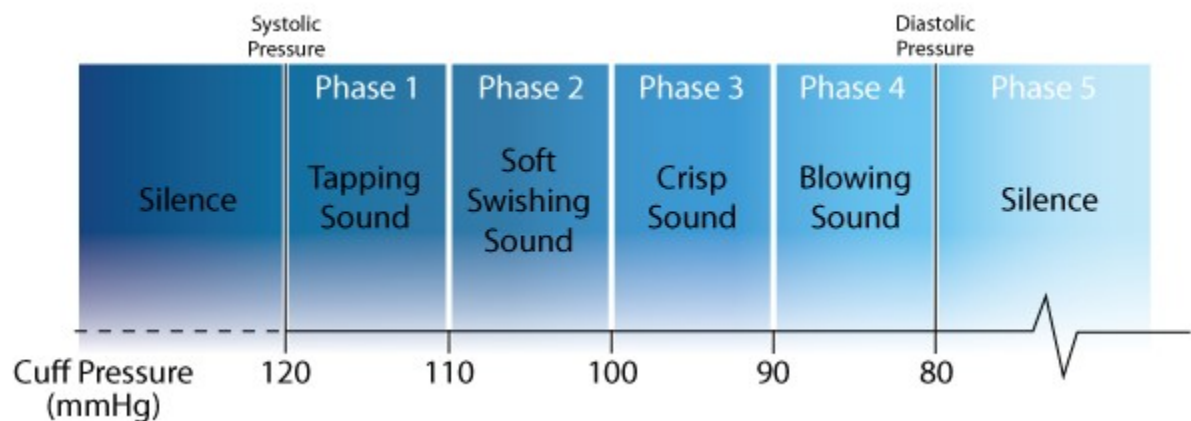 Systolic
Pressure
Diastolic
Pressure
Phase 1
Phase 2
Phase 3
Phase 4
Phase 5
Silence
Tapping
Sound
Soft
Swishing
Sound
Crisp
Sound
Blowing
Sound
Silence
Cuff Pressure
(mmHg)
120
110
100
90
80